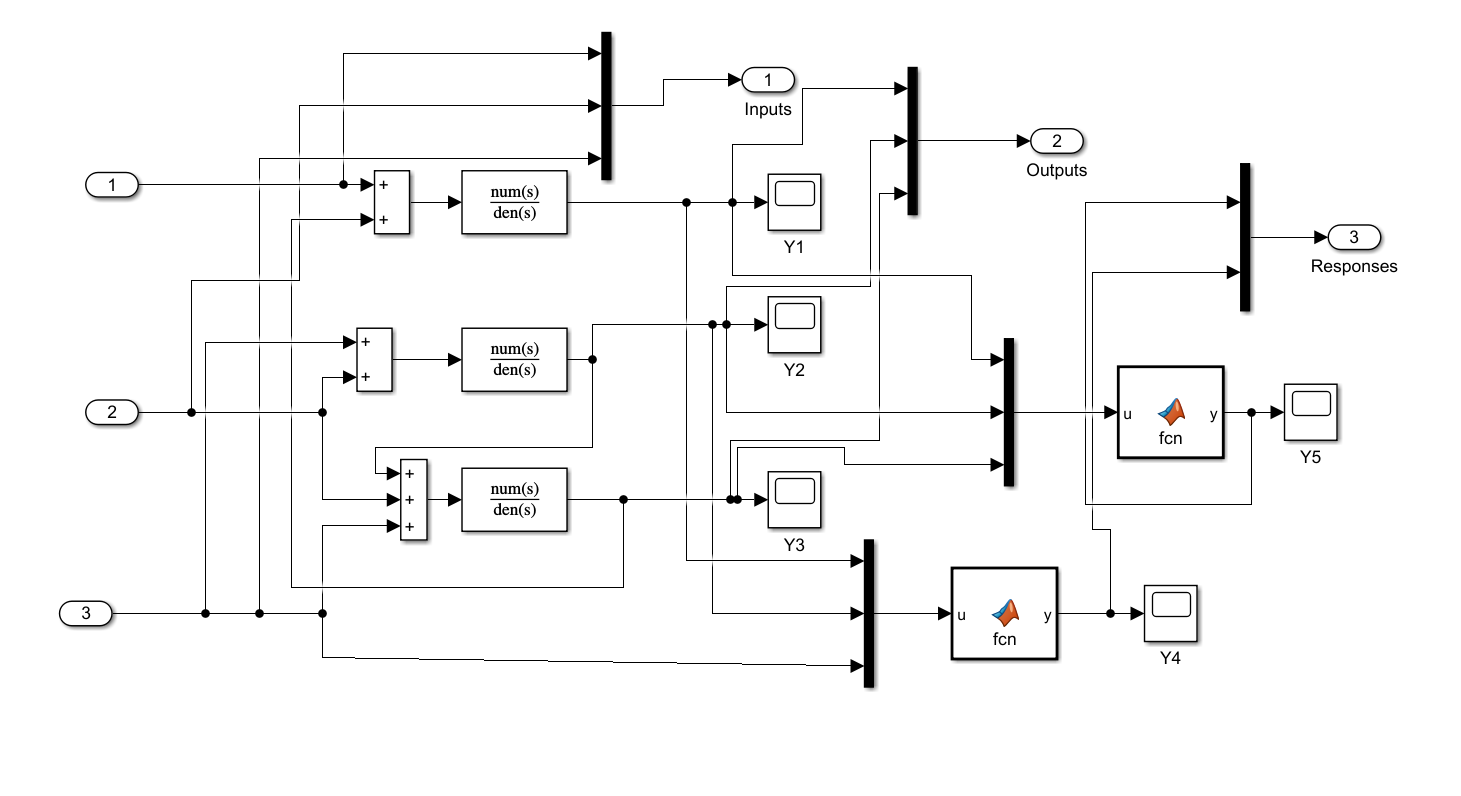 1
Inputs
2
Outputs
1
+
+
num(s)
den(s)
Y1
3
Responses
+
+
num(s)
den(s)
Y2
2
u
fcn
y
Y5
+
+
+
num(s)
den(s)
Y3
3
u
fcn
y
Y4